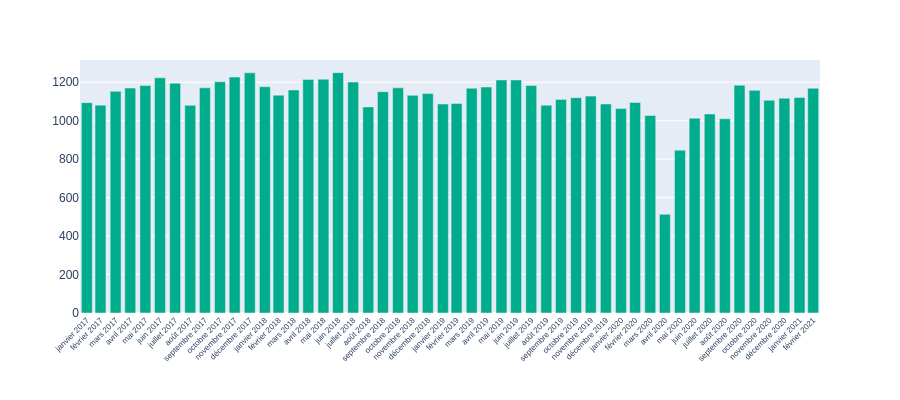 1200
1000
800
600
400
200
0
janvier 2017
février 2017
mars 2017
avril 2017
mai 2017
juin 2017
juillet 2017
août 2017
septembre 2017
octobre 2017
novembre 2017
décembre 2017
janvier 2018
février 2018
mars 2018
avril 2018
mai 2018
juin 2018
juillet 2018
août 2018
septembre 2018
octobre 2018
novembre 2018
décembre 2018
janvier 2019
février 2019
mars 2019
avril 2019
mai 2019
juin 2019
juillet 2019
août 2019
septembre 2019
octobre 2019
novembre 2019
décembre 2019
janvier 2020
février 2020
mars 2020
avril 2020
mai 2020
juin 2020
juillet 2020
août 2020
septembre 2020
octobre 2020
novembre 2020
décembre 2020
janvier 2021
février 2021